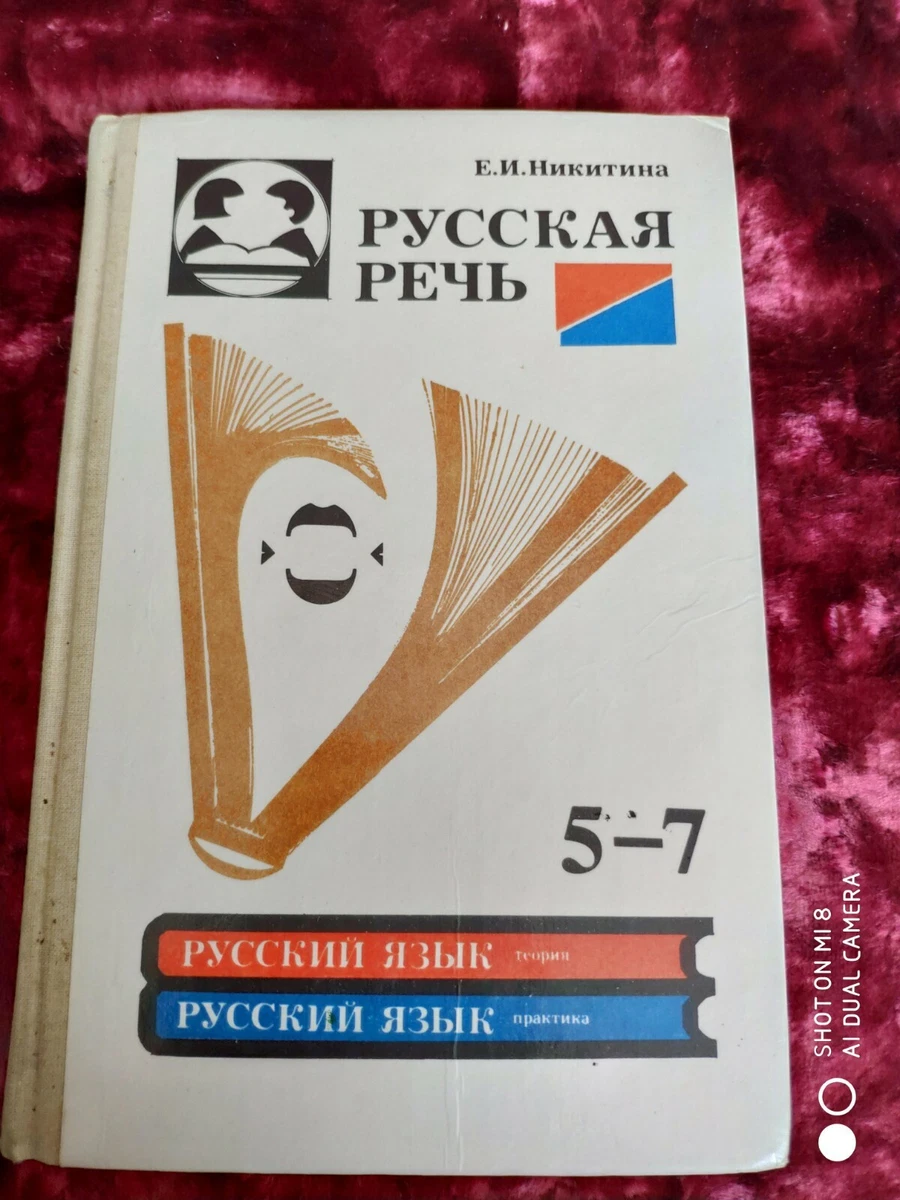 Е.И.Никитина
РУССКАЯ
РЕЧЬ
5–7
РУССКИЙ ЯЗЫК теория
РУССКИЙ ЯЗЫК практика
SHOT ON MI 8
AI DUAL CAMERA